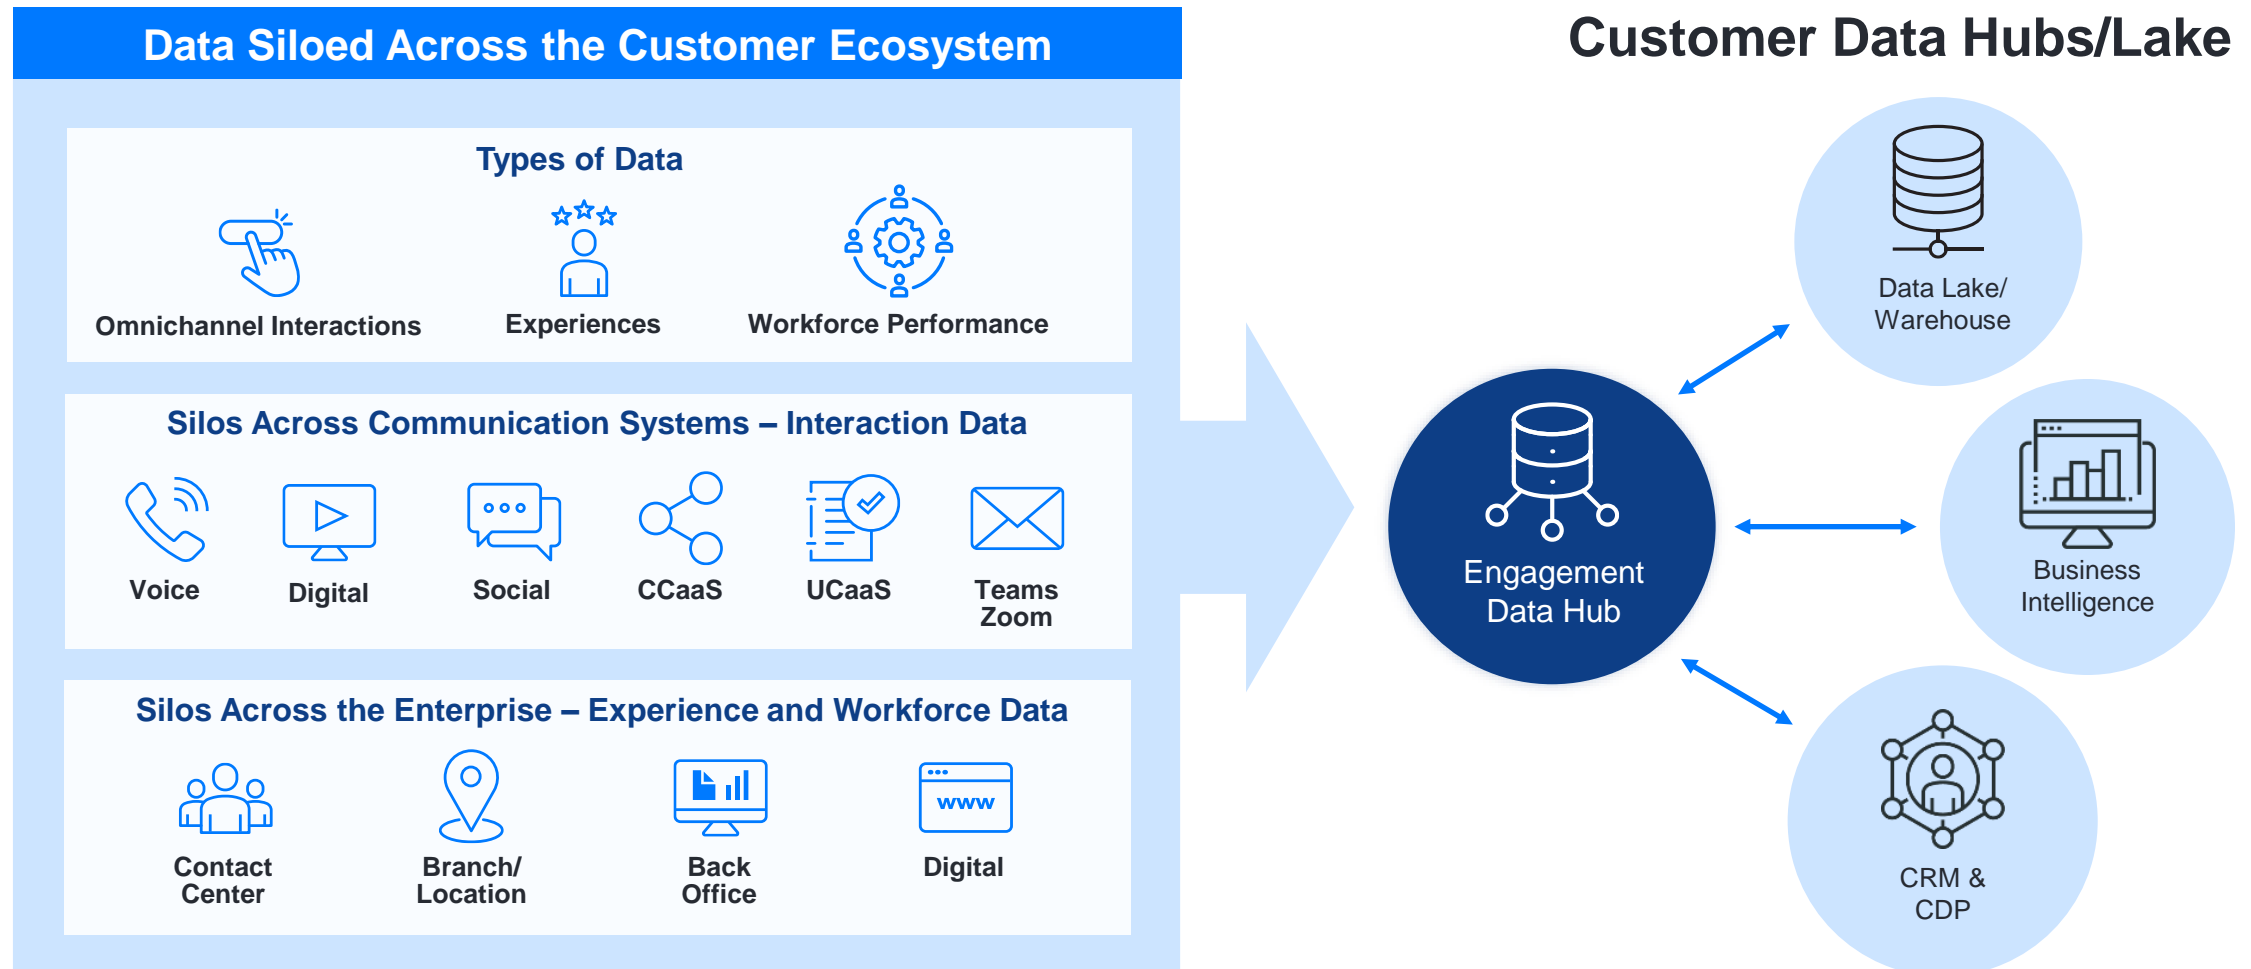 Data Siloed Across the Customer Ecosystem
Types of Data
Omnichannel Interactions
Experiences
Workforce Performance
Silos Across Communication Systems – Interaction Data
Voice
Digital
Social
CCaaS
UCaaS
Teams
Zoom
Silos Across the Enterprise – Experience and Workforce Data
www
Contact
Center
Branch/
Location
Back
Office
Digital
Customer Data Hubs/Lake
Data Lake/
Warehouse
Engagement
Data Hub
Business
Intelligence
CRM &
CDP